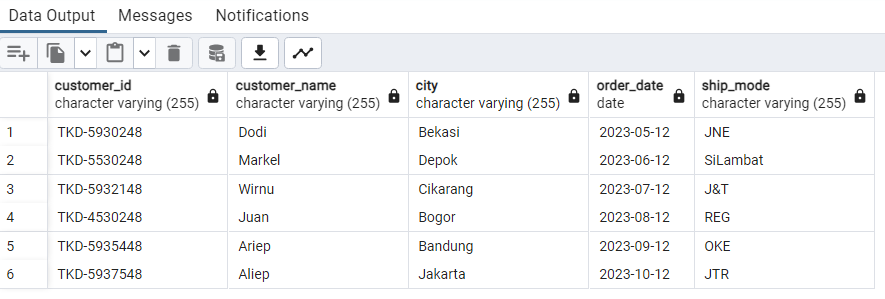 Data Output Messages Notifications
customer_id customer_name city order_date ship_mode
character varying (255) character varying (255) character varying (255) date character varying (255)
1 TKD-5930248 Dodi Bekasi 2023-05-12 JNE
2 TKD-5530248 Markel Depok 2023-06-12 SiLambat
3 TKD-5932148 Wirnu Cikarang 2023-07-12 J&T
4 TKD-4530248 Juan Bogor 2023-08-12 REG
5 TKD-5935448 Ariep Bandung 2023-09-12 OKE
6 TKD-5937548 Aliep Jakarta 2023-10-12 JTR